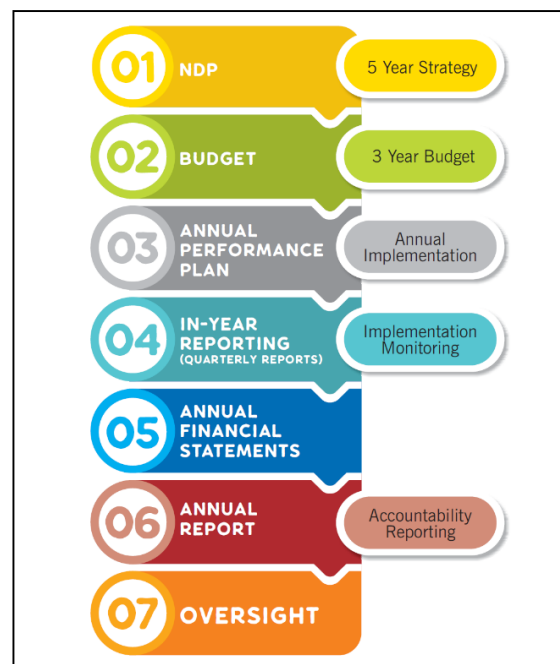 01 NDP
5 Year Strategy
02 BUDGET
3 Year Budget
03 ANNUAL
PERFORMANCE
PLAN
Annual
Implementation
04 IN-YEAR
REPORTING
(QUARTERLY REPORTS)
Implementation
Monitoring
05 ANNUAL
FINANCIAL
STATEMENTS
06 ANNUAL
REPORT
Accountability
Reporting
07 OVERSIGHT